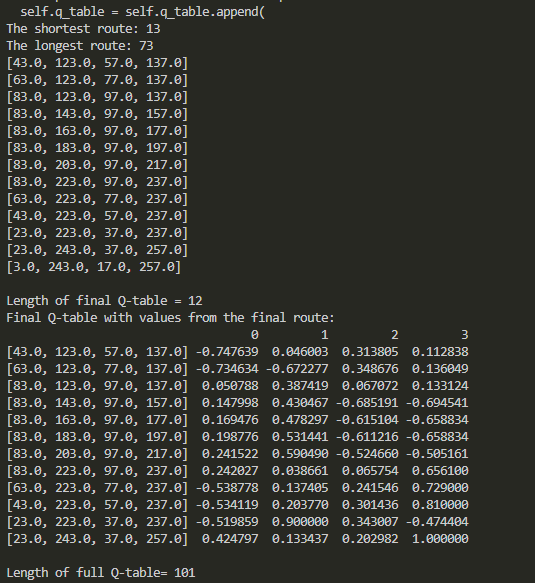 self.q_table = self.q_table.append(
The shortest route: 13
The longest route: 73
[43.0, 123.0, 57.0, 137.0]
[63.0, 123.0, 77.0, 137.0]
[83.0, 123.0, 97.0, 137.0]
[83.0, 143.0, 97.0, 157.0]
[83.0, 163.0, 97.0, 177.0]
[83.0, 183.0, 97.0, 197.0]
[83.0, 203.0, 97.0, 217.0]
[83.0, 223.0, 97.0, 237.0]
[63.0, 223.0, 77.0, 237.0]
[43.0, 223.0, 57.0, 237.0]
[23.0, 223.0, 37.0, 237.0]
[23.0, 243.0, 37.0, 257.0]
[3.0, 243.0, 17.0, 257.0]
Length of final Q-table = 12
Final Q-table with values from the final route:
0 1 2 3
[43.0, 123.0, 57.0, 137.0] -0.747639 0.046003 0.313805 0.112838
[63.0, 123.0, 77.0, 137.0] -0.734634 -0.672277 0.348676 0.136049
[83.0, 123.0, 97.0, 137.0] 0.050788 0.387419 0.067072 0.133124
[83.0, 143.0, 97.0, 157.0] 0.147998 0.430467 -0.685191 -0.694541
[83.0, 163.0, 97.0, 177.0] 0.169476 0.478297 -0.615104 -0.658834
[83.0, 183.0, 97.0, 197.0] 0.198776 0.531441 -0.611216 -0.658834
[83.0, 203.0, 97.0, 217.0] 0.241522 0.590490 -0.524660 -0.505161
[83.0, 223.0, 97.0, 237.0] 0.242027 0.038661 0.065754 0.656100
[63.0, 223.0, 77.0, 237.0] -0.538778 0.137405 0.241546 0.729000
[43.0, 223.0, 57.0, 237.0] -0.534119 0.203770 0.301436 0.810000
[23.0, 223.0, 37.0, 237.0] -0.519859 0.900000 0.343007 -0.474404
[23.0, 243.0, 37.0, 257.0] 0.424797 0.133437 0.202982 1.000000
Length of full Q-table= 101